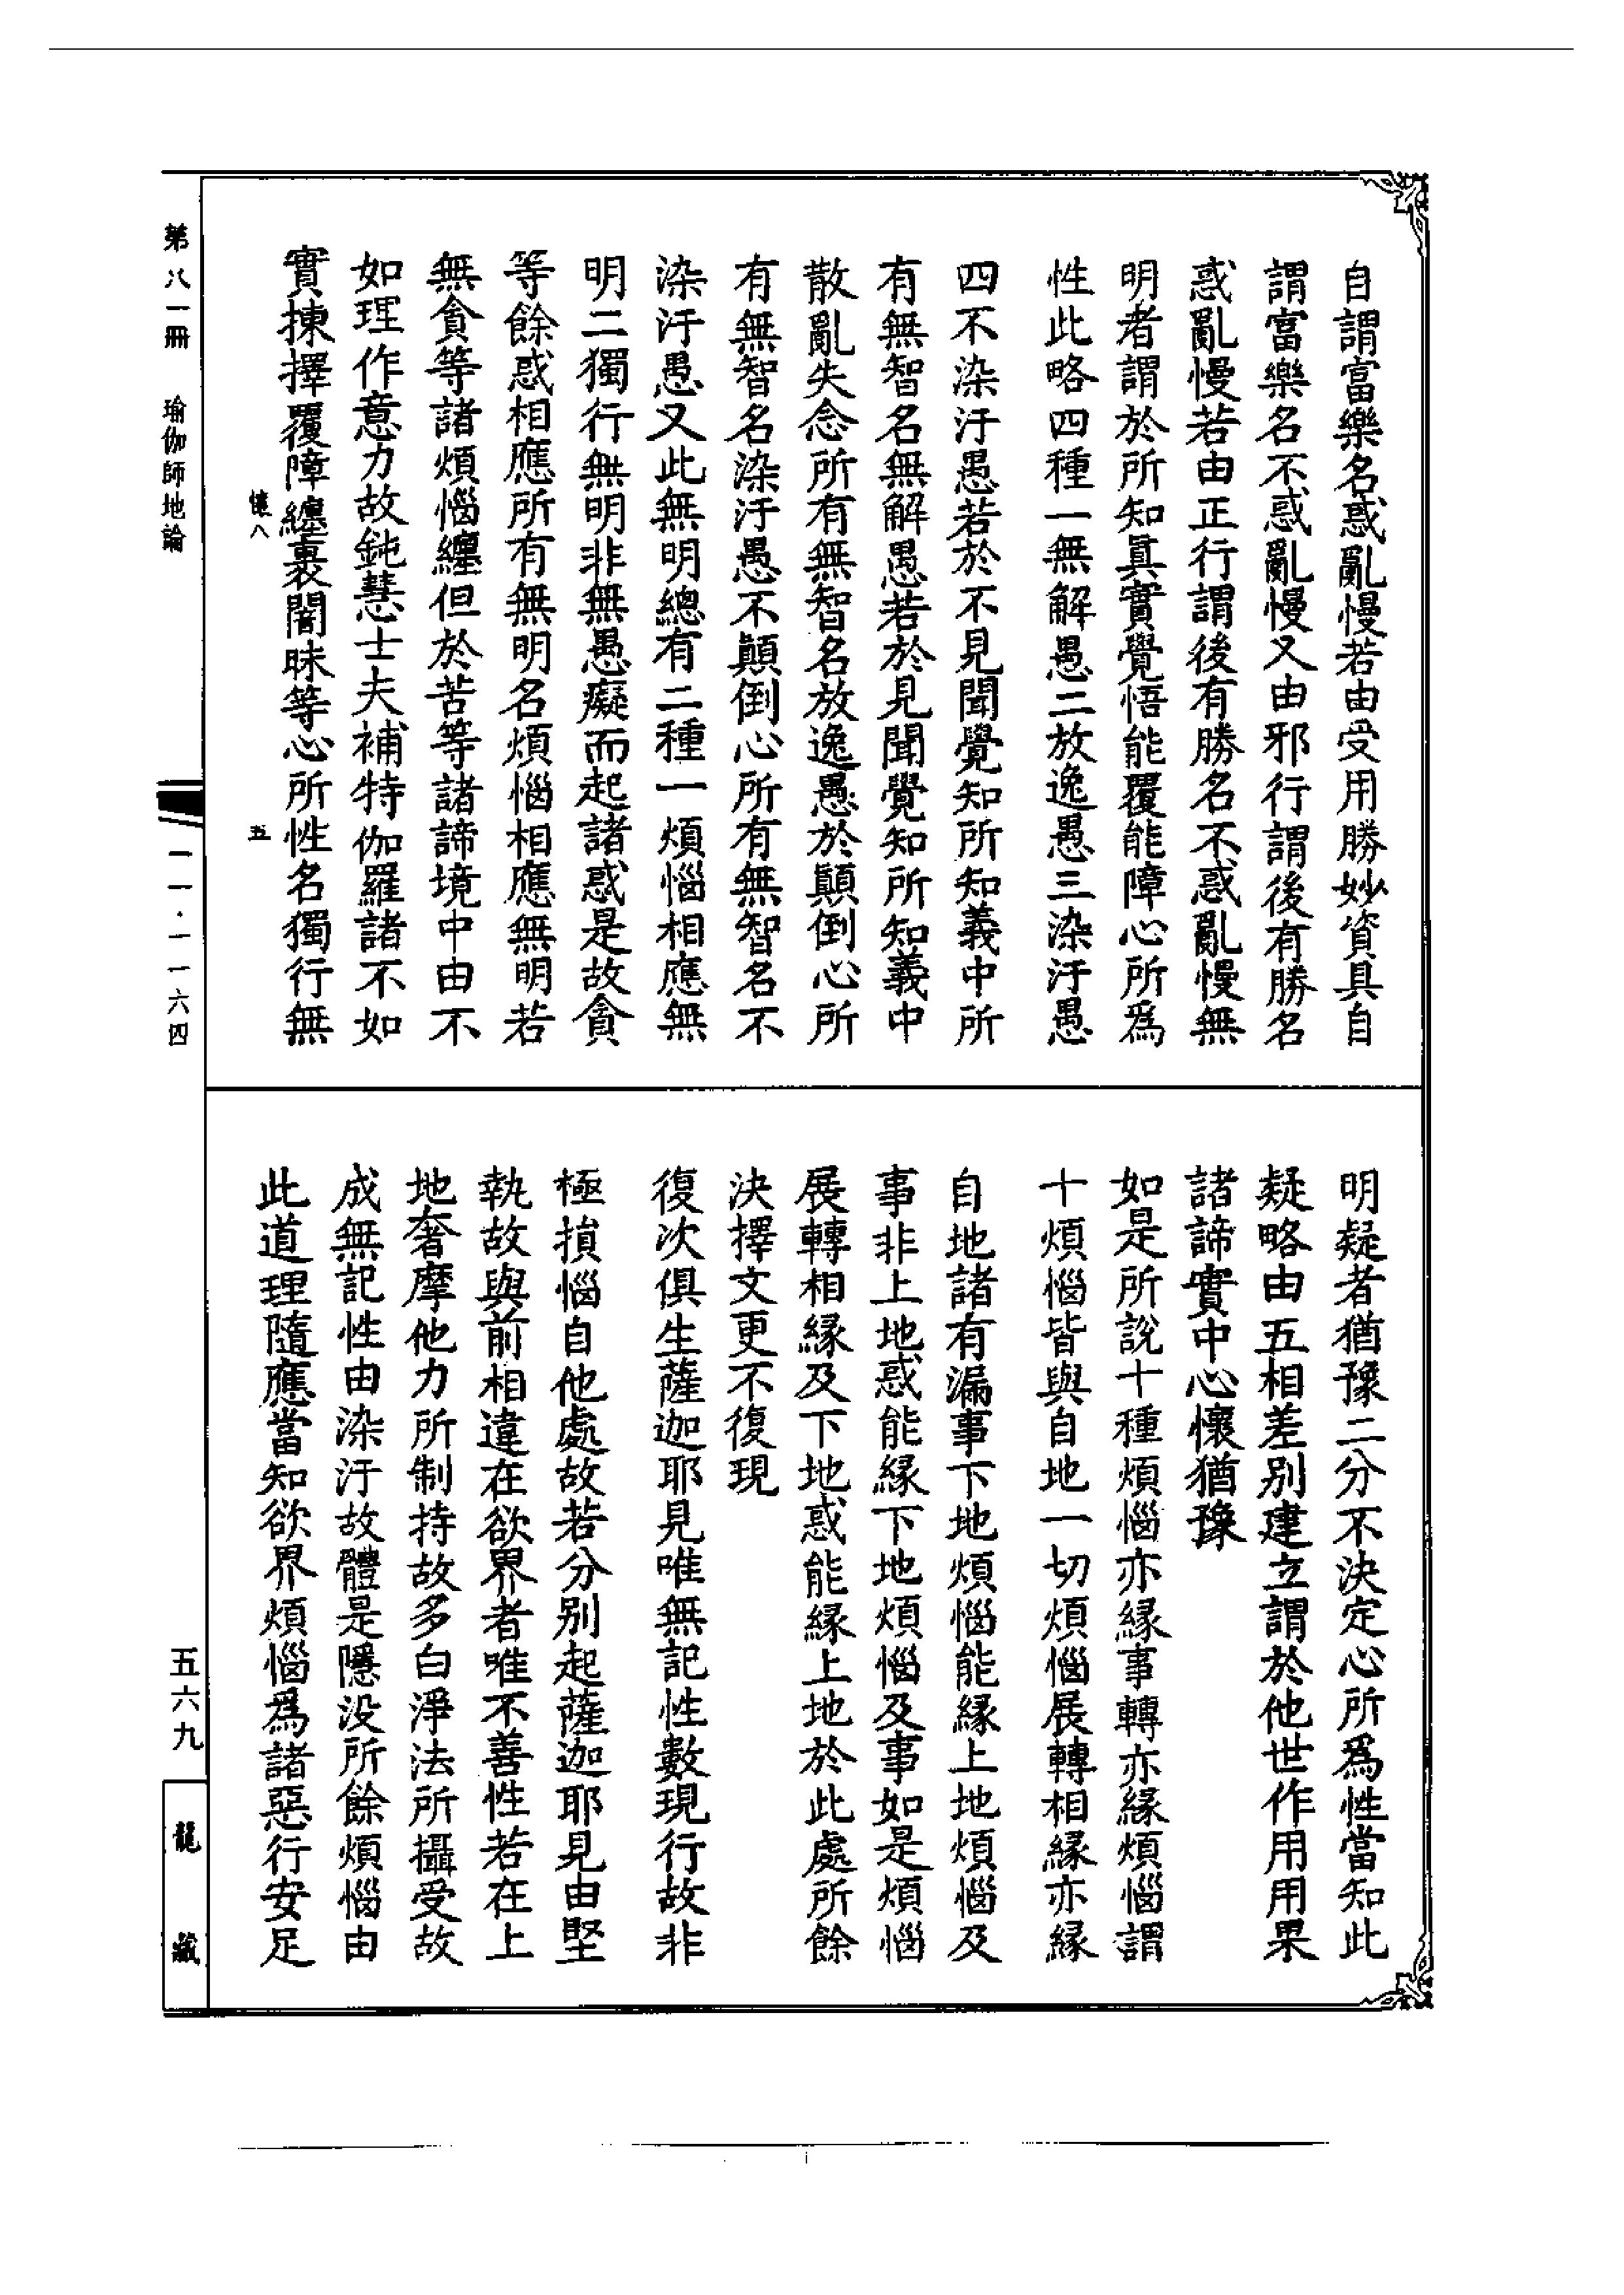 自謂富樂名惑亂慢若由受用勝妙資具自
謂富樂名不惑亂慢又由邪行謂後有勝名
惑亂慢若由正行謂後有勝名不惑亂慢無
明者謂於所知眞實覺悟能覆能障心所爲
性此略四種一無解愚二放逸愚三染汙愚
四不染汙愚若於不見聞覺知所知義中所
有無智名無解愚若於見聞覺知所知義中
散亂失念所有無智名放逸愚於顚倒心所
有無智名染汙愚不顚倒心所有無智名不
染汙愚又此無明總有二種一煩惱相應無
明二獨行無明非無愚癡而起諸惑是故貪
等餘惑相應所有無明名煩惱相應無明若
無貪等諸煩惱纏但於苦等諸諦境中由不
如理作意力故鈍慧士夫補特伽羅諸不如
實揀擇覆障纏裹闇昧等心所性名獨行無
懷八 五
明疑者猶豫二分不決定心所爲性當知此
疑略由五相差別建立謂於他世作用用果
諸諦實中心懷猶豫
如是所說十種煩惱亦緣事轉亦緣煩惱謂
十煩惱皆與自地一切煩惱展轉相緣亦緣
自地諸有漏事下地煩惱能緣上地煩惱及
事非上地惑能緣下地煩惱及事如是煩惱
展轉相緣及下地惑能緣上地於此處所餘
決擇文更不復現
復次俱生薩迦耶見唯無記性數現行故非
極損惱自他處故若分別起薩迦耶見由堅
執故與前相違在欲界者唯不善性若在上
地奢摩他力所制持故多白淨法所攝受故
成無記性由染汙故體是隱没所餘煩惱由
此道理隨應當知欲界煩惱爲諸惡行安足
第八一冊 瑜伽師地論
一一·一一六四
五六九
龍藏